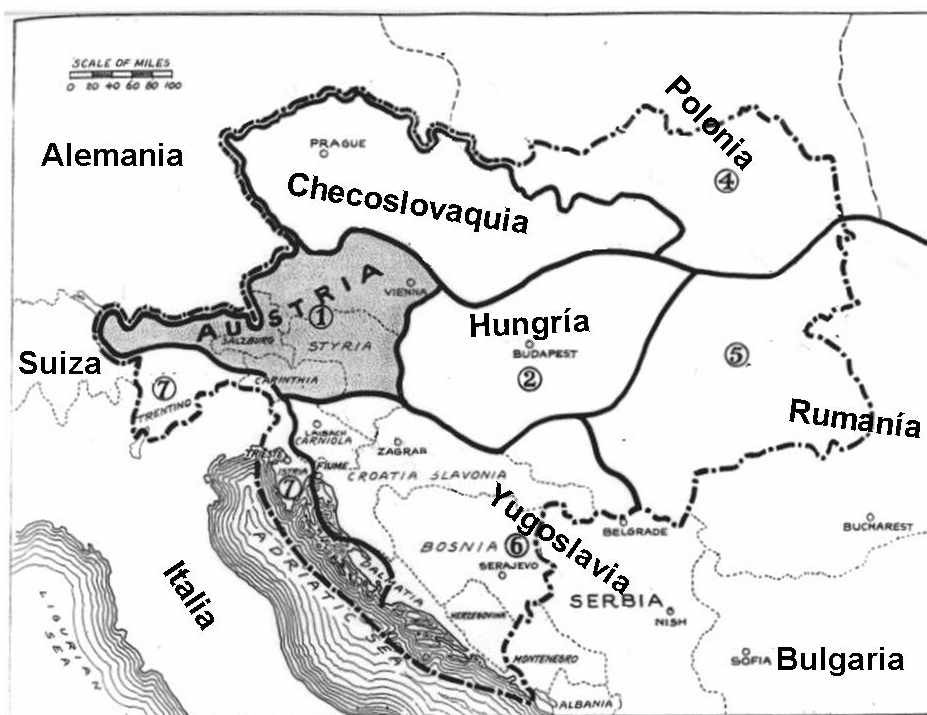 SCALE OF MILES
0 20 40 60 80 100
Alemania
Polonia
PRAGUE
④
Checoslovaquia
AUSTRIA
VIENNA
①
SALZBURG
STYRIA
Hungría
BUDAPEST
②
⑤
Suiza
⑦
TRENTINO
CARINTHIA
Rumanía
LAIBACH
CARNIOLA
ZAGRAB
TRIESTE
ISTRIA
FIUME
⑦
CROATIA SLAVONIA
Yugoslavia
BELGRADE
BUCHAREST
BOSNIA
⑥
SERAJEVO
DALMATIA
ADRIATIC SEA
Italia
LIGURIAN
SEA
HERZEGOVINA
SERBIA
NISH
MONTENEGRO
SOFIA
Bulgaria
ALBANIA